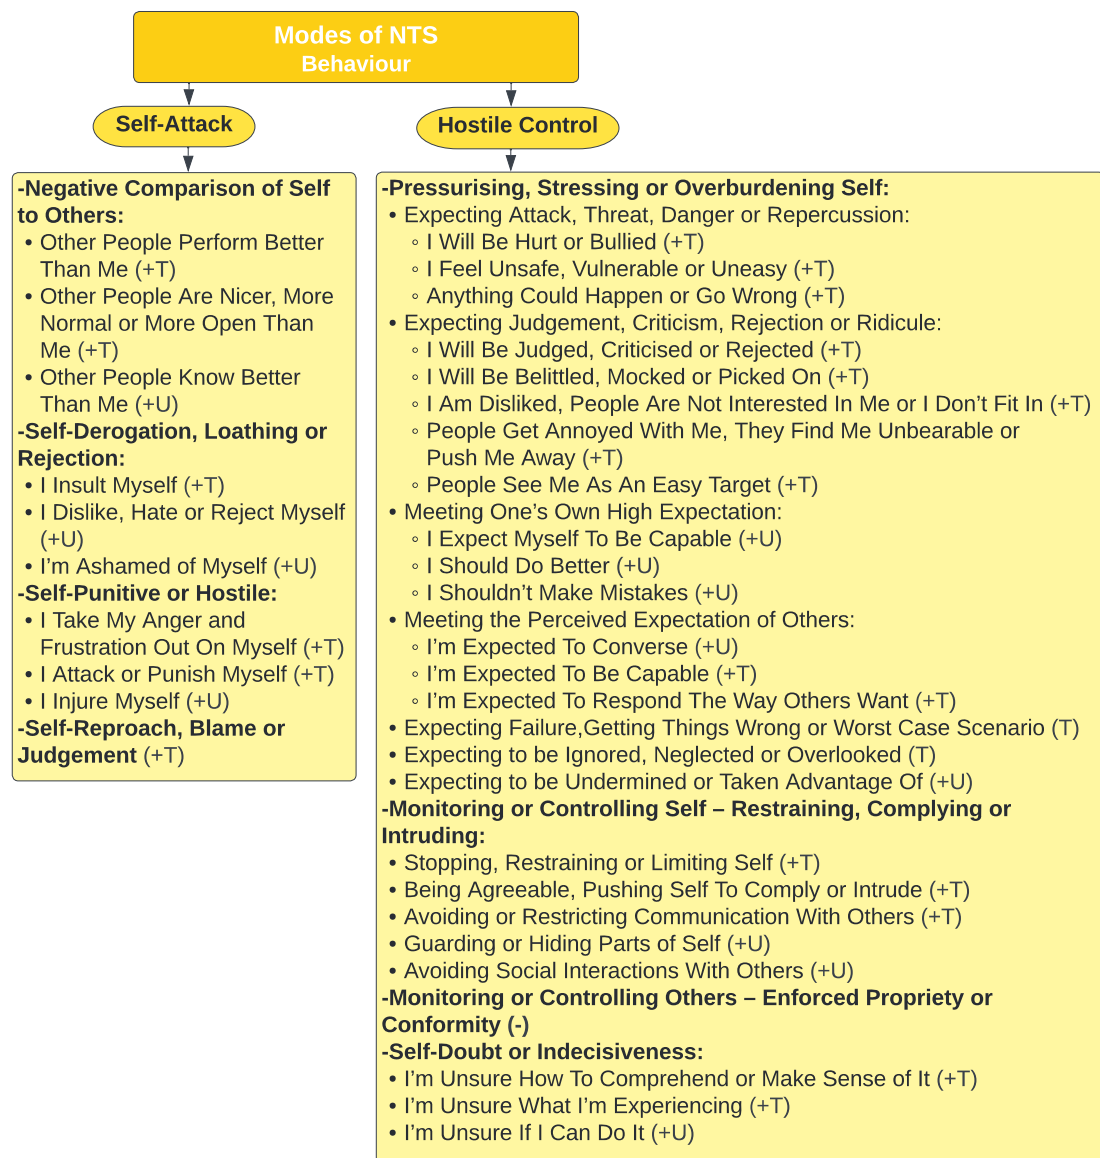 Modes of NTS
Behaviour
Self-Attack
Hostile Control
-Negative Comparison of Self
to Others:
• Other People Perform Better
Than Me (+T)
• Other People Are Nicer, More
Normal or More Open Than
Me (+T)
• Other People Know Better
Than Me (+U)
-Self-Derogation, Loathing or
Rejection:
• I Insult Myself (+T)
• I Dislike, Hate or Reject Myself
(+U)
• I’m Ashamed of Myself (+U)
-Self-Punitive or Hostile:
• I Take My Anger and
Frustration Out On Myself (+T)
• I Attack or Punish Myself (+T)
• I Injure Myself (+U)
-Self-Reproach, Blame or
Judgement (+T)
-Pressurising, Stressing or Overburdening Self:
• Expecting Attack, Threat, Danger or Repercussion:
◦ I Will Be Hurt or Bullied (+T)
◦ I Feel Unsafe, Vulnerable or Uneasy (+T)
◦ Anything Could Happen or Go Wrong (+T)
• Expecting Judgement, Criticism, Rejection or Ridicule:
◦ I Will Be Judged, Criticised or Rejected (+T)
◦ I Will Be Belittled, Mocked or Picked On (+T)
◦ I Am Disliked, People Are Not Interested In Me or I Don’t Fit In (+T)
◦ People Get Annoyed With Me, They Find Me Unbearable or
Push Me Away (+T)
◦ People See Me As An Easy Target (+T)
• Meeting One’s Own High Expectation:
◦ I Expect Myself To Be Capable (+U)
◦ I Should Do Better (+U)
◦ I Shouldn’t Make Mistakes (+U)
• Meeting the Perceived Expectation of Others:
◦ I’m Expected To Converse (+U)
◦ I’m Expected To Be Capable (+T)
◦ I’m Expected To Respond The Way Others Want (+T)
• Expecting Failure,Getting Things Wrong or Worst Case Scenario (T)
• Expecting to be Ignored, Neglected or Overlooked (T)
• Expecting to be Undermined or Taken Advantage Of (+U)
-Monitoring or Controlling Self – Restraining, Complying or
Intruding:
• Stopping, Restraining or Limiting Self (+T)
• Being Agreeable, Pushing Self To Comply or Intrude (+T)
• Avoiding or Restricting Communication With Others (+T)
• Guarding or Hiding Parts of Self (+U)
• Avoiding Social Interactions With Others (+U)
-Monitoring or Controlling Others – Enforced Propriety or
Conformity (-)
-Self-Doubt or Indecisiveness:
• I’m Unsure How To Comprehend or Make Sense of It (+T)
• I’m Unsure What I’m Experiencing (+T)
• I’m Unsure If I Can Do It (+U)